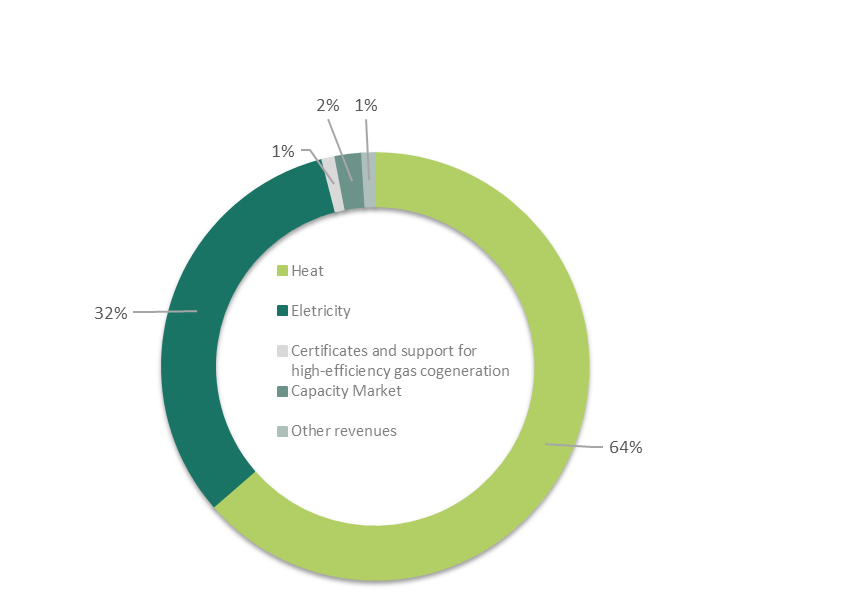 2% 1%
1%
Heat
32%
Eletricity
Certificates and support for
high-efficiency gas cogeneration
Capacity Market
Other revenues
64%